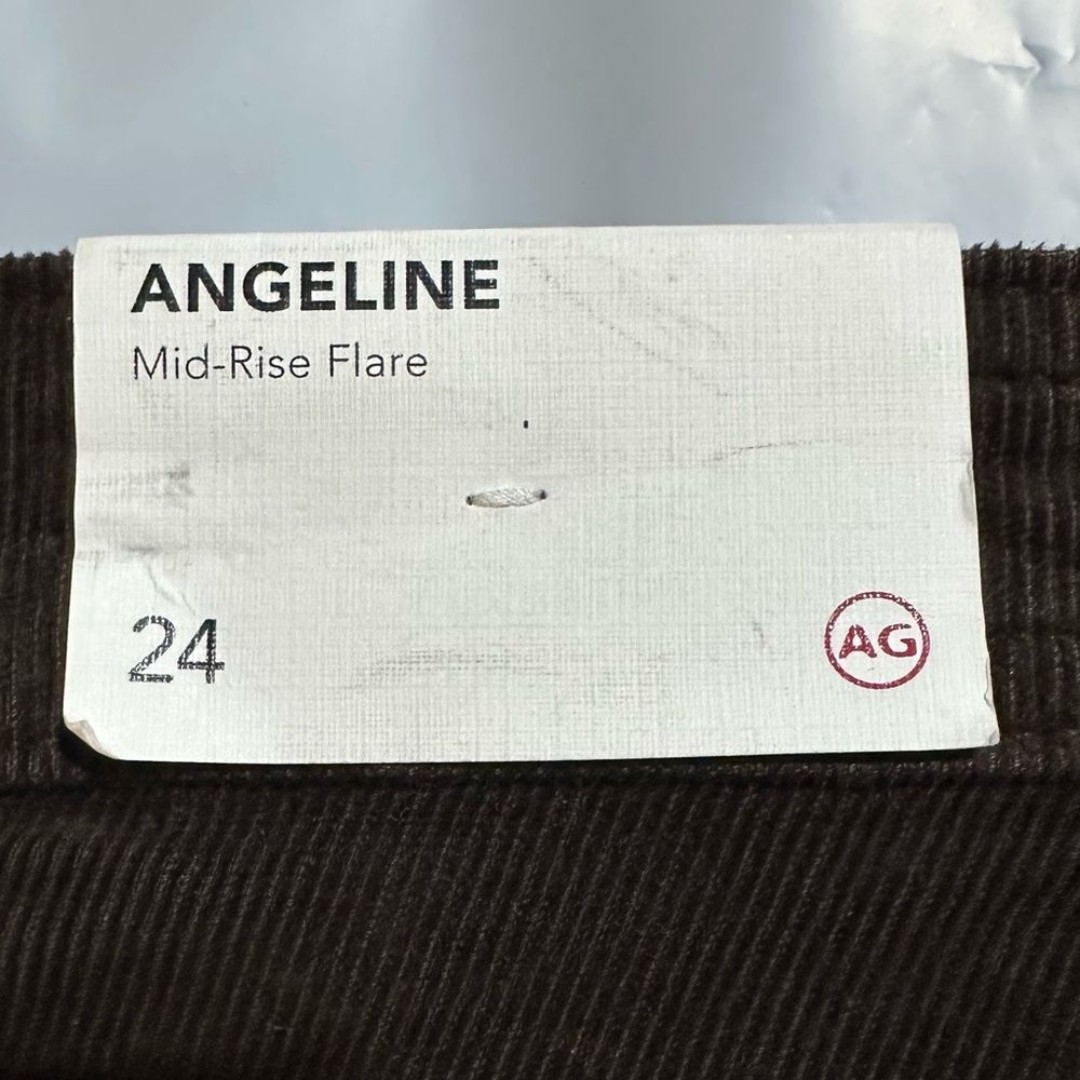 ANGELINE
Mid-Rise Flare
24
AG